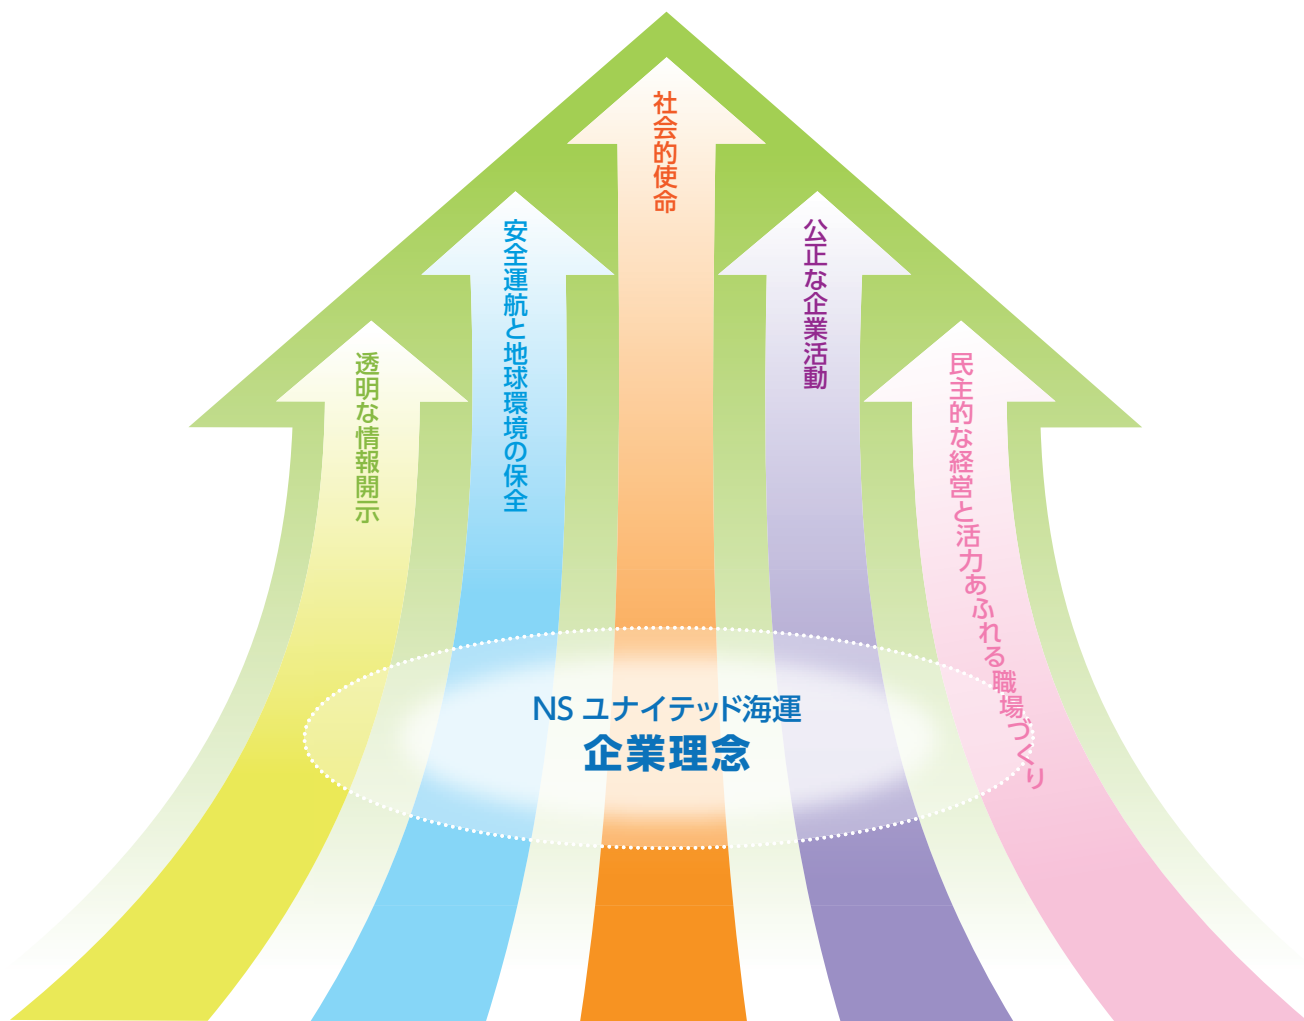 社会的使命
安全運航と地球環境の保全
公正な企業活動
透明な情報開示
民主的な経営と活力あふれる職場づくり
NS ユナイテッド海運
企業理念